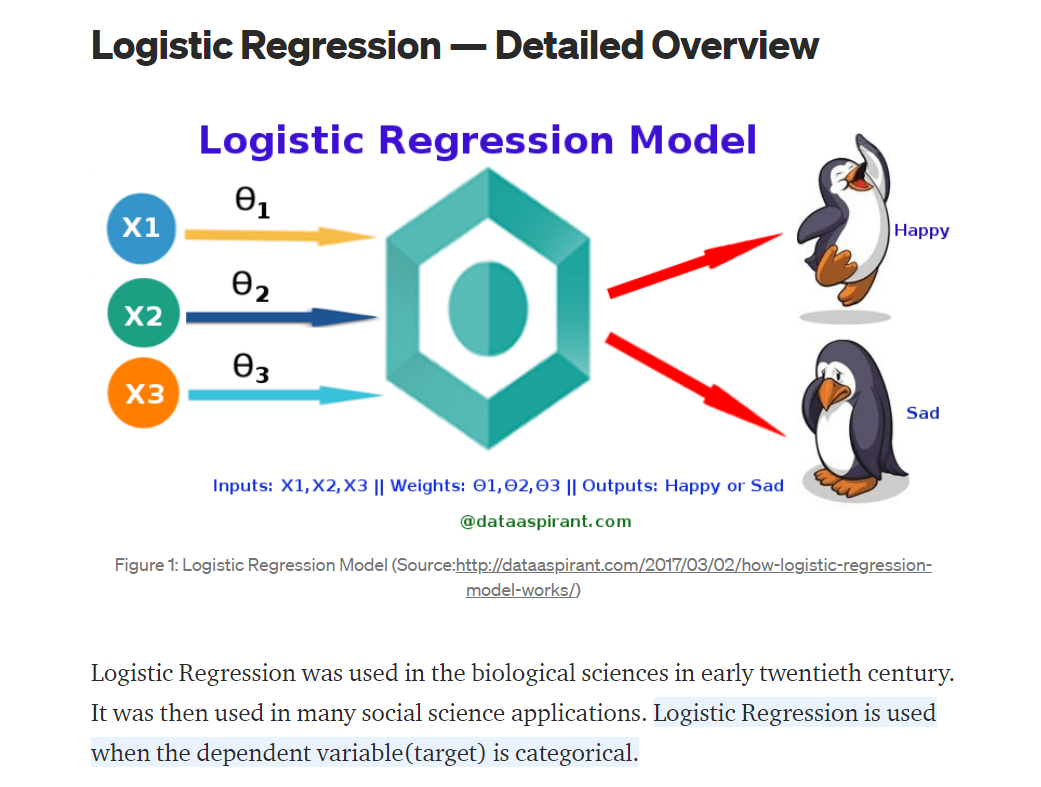 Logistic Regression — Detailed Overview
Logistic Regression Model
X1
θ1
X2
θ2
X3
θ3
Happy
Sad
Inputs: X1,X2,X3 || Weights: Θ1,Θ2,Θ3 || Outputs: Happy or Sad
@dataaspirant.com
Figure 1: Logistic Regression Model (Source:http://dataaspirant.com/2017/03/02/how-logistic-regression-
model-works/)
Logistic Regression was used in the biological sciences in early twentieth century.
It was then used in many social science applications. Logistic Regression is used
when the dependent variable(target) is categorical.